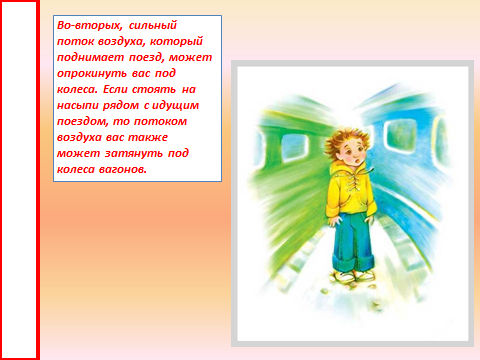 Во-вторых, сильный
поток воздуха, который
поднимает поезд, может
опрокинуть вас под
колеса. Если стоять на
насыпи рядом с идущим
поездом, то потоком
воздуха вас также
может затянуть под
колеса вагонов.